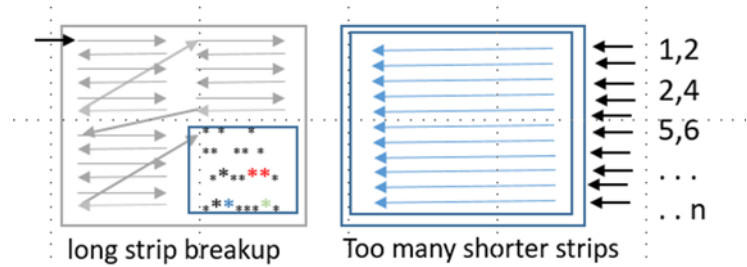 1,2
2,4
5,6
. . .
. . n
long strip breakup
Too many shorter strips